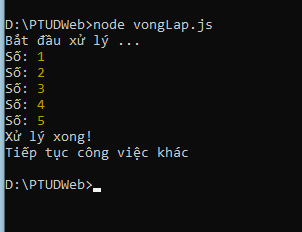 D:\PTUDWeb>node vongLap.js
Bắt đầu xử lý ...
Số: 1
Số: 2
Số: 3
Số: 4
Số: 5
Xử lý xong!
Tiếp tục công việc khác
D:\PTUDWeb>